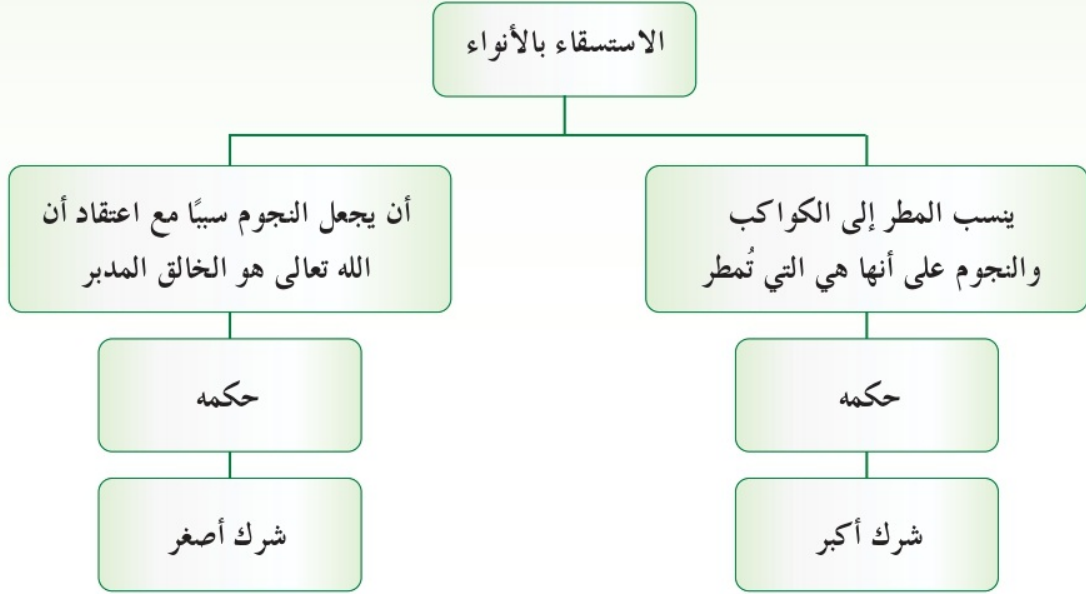 الاستسقاء بالأنواء
ينسب المطر إلى الكواكب
والنجوم على أنها هي التي تُمطر
حكمه
شرك أكبر
أن يجعل النجوم سببًا مع اعتقاد أن
الله تعالى هو الخالق المدبر
حكمه
شرك أصغر